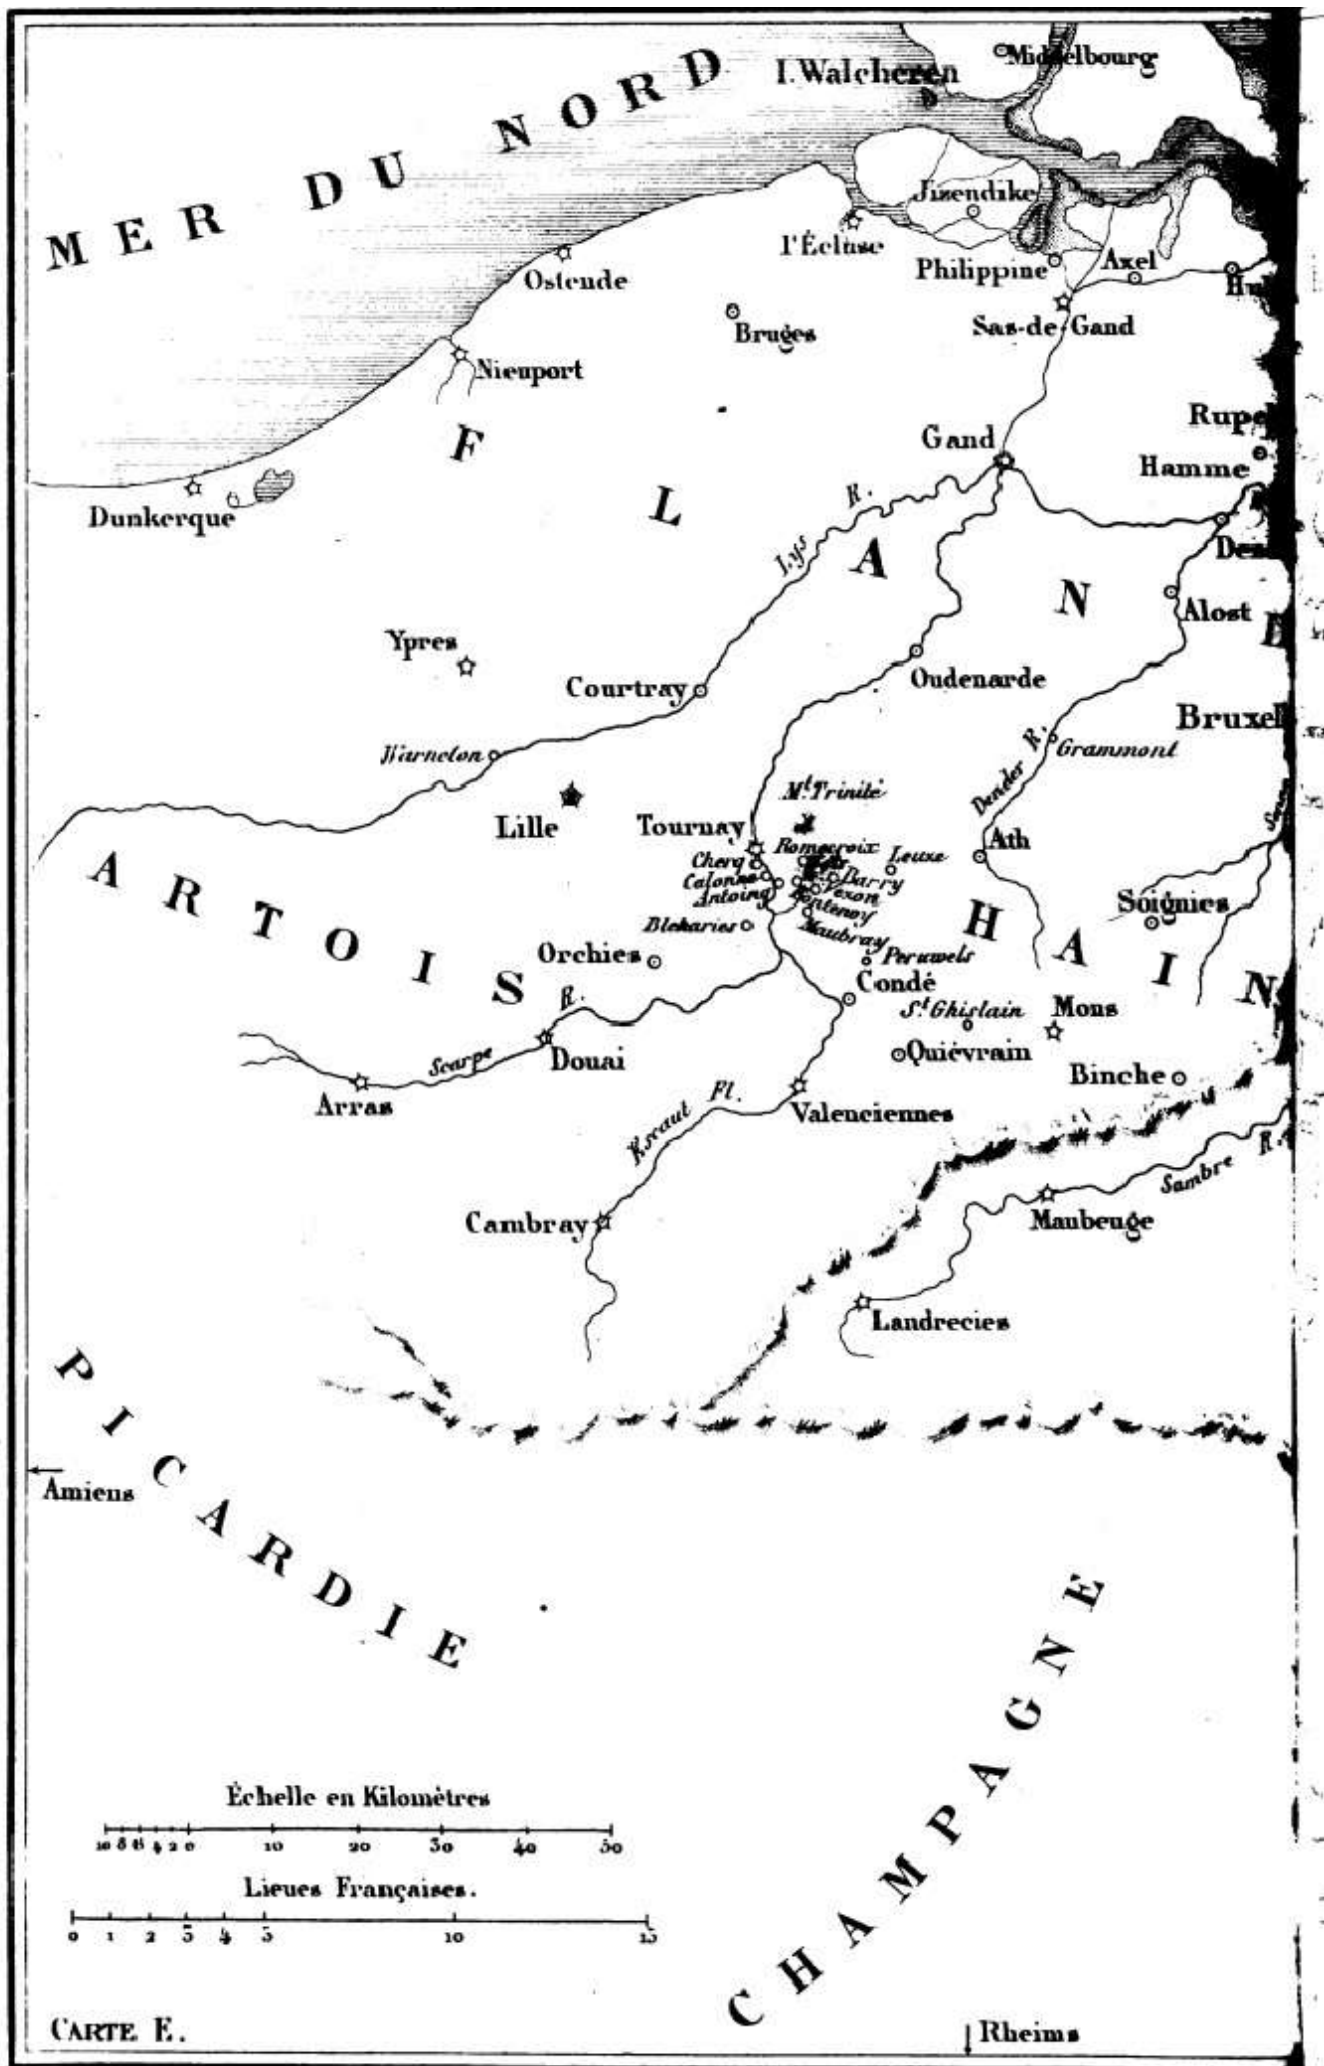 MER DU NORD
I. Walcheren
Middelbourg
Jizendike
l'Écluse
Philippine
Axel
Ostende
Bruges
Sas-de-Gand
Nieuport
FLAN
Gand
Hamme
Dunkerque
Lys R.
Alost
Ypres
Courtray
Oudenarde
Warneton
Dender R.
Grammont
Mt. Trinité
Lille
Tournay
Ath
Romecroix
Leuze
Cherq
Calonne
Barry
Antoing
Vezon
Fontenoy
Bleharies
Maubray
HAIN
Soignies
ARTOIS
Orchies
Peruwels
Condé
St. Ghislain
Mons
R.
Scarpe
Douai
Quiévrain
Binche
Arras
Escaut Fl.
Valenciennes
Sambre R.
Maubeuge
Cambray
Landrecies
PICARDIE
Amiens
CHAMPAGNE
Échelle en Kilomètres
10 8 6 4 2 0 10 20 30 40 50
Lieues Françaises.
0 1 2 3 4 5 10 15
CARTE E.
Rheims